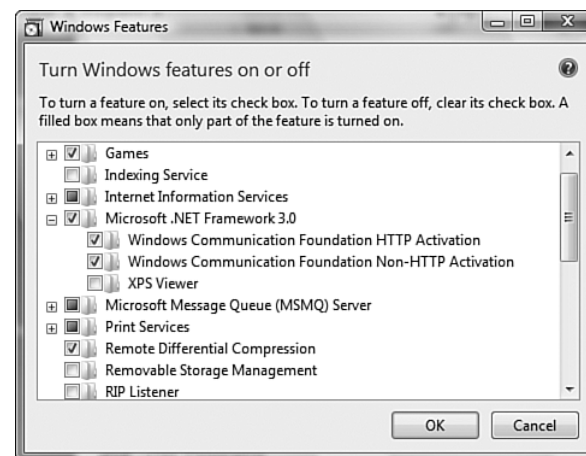 Windows Features
Turn Windows features on or off
To turn a feature on, select its check box. To turn a feature off, clear its check box. A
filled box means that only part of the feature is turned on.
Games
Indexing Service
Internet Information Services
Microsoft .NET Framework 3.0
Windows Communication Foundation HTTP Activation
Windows Communication Foundation Non-HTTP Activation
XPS Viewer
Microsoft Message Queue (MSMQ) Server
Print Services
Remote Differential Compression
Removable Storage Management
RIP Listener
OK
Cancel